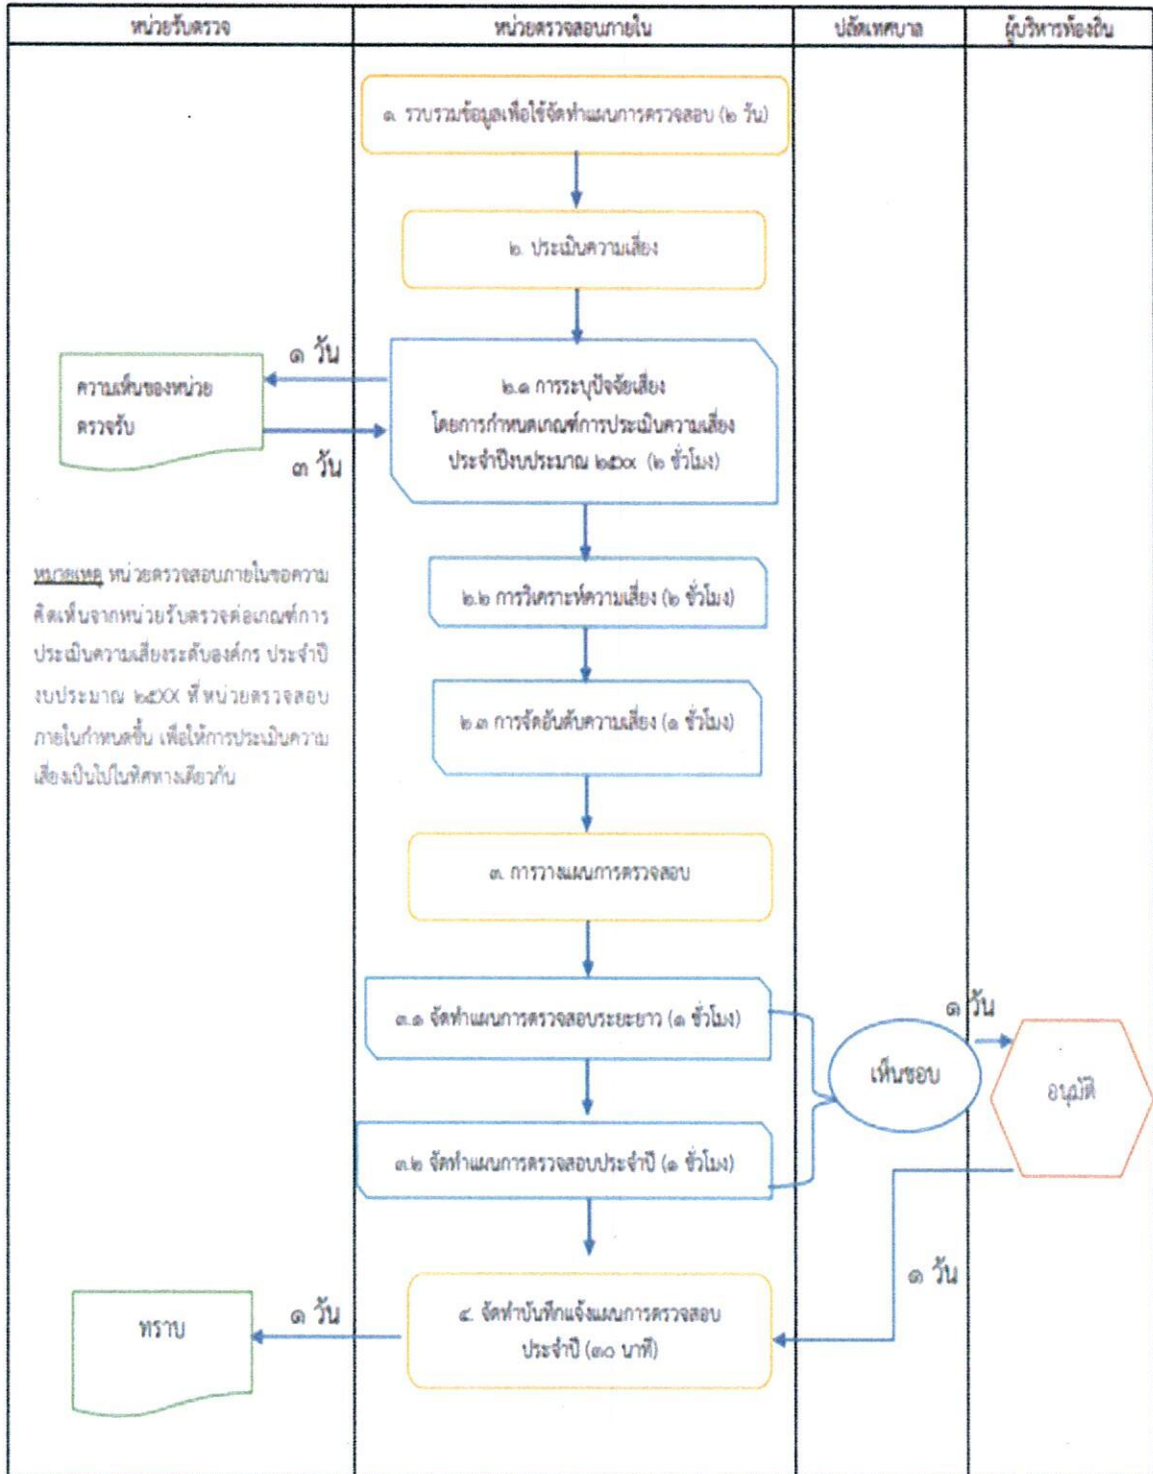 หน่วยรับตรวจ
หน่วยตรวจสอบภายใน
ปลัดเทศบาล
ผู้บริหารท้องถิ่น
๑. รวบรวมข้อมูลเพื่อใช้จัดทำแผนการตรวจสอบ (๒ วัน)
๒. ประเมินความเสี่ยง
๑ วัน
ความเห็นของหน่วย
ตรวจรับ
๓ วัน
๒.๑ การระบุปัจจัยเสี่ยง
โดยการกำหนดเกณฑ์การประเมินความเสี่ยง
ประจำปีงบประมาณ ๒๕xx (๒ ชั่วโมง)
หมายเหตุ หน่วยตรวจสอบภายในขอความ
คิดเห็นจากหน่วยรับตรวจต่อเกณฑ์การ
ประเมินความเสี่ยงระดับองค์กร ประจำปี
งบประมาณ ๒๕XX ที่หน่วยตรวจสอบ
ภายในกำหนดขึ้น เพื่อให้การประเมินความ
เสี่ยงเป็นไปในทิศทางเดียวกัน
๒.๒ การวิเคราะห์ความเสี่ยง (๒ ชั่วโมง)
๒.๓ การจัดอันดับความเสี่ยง (๑ ชั่วโมง)
๓. การวางแผนการตรวจสอบ
๓.๑ จัดทำแผนการตรวจสอบระยะยาว (๑ ชั่วโมง)
๑ วัน
เห็นชอบ
อนุมัติ
๓.๒ จัดทำแผนการตรวจสอบประจำปี (๑ ชั่วโมง)
๑ วัน
๔. จัดทำบันทึกแจ้งแผนการตรวจสอบ
ประจำปี (๓๐ นาที)
๑ วัน
ทราบ